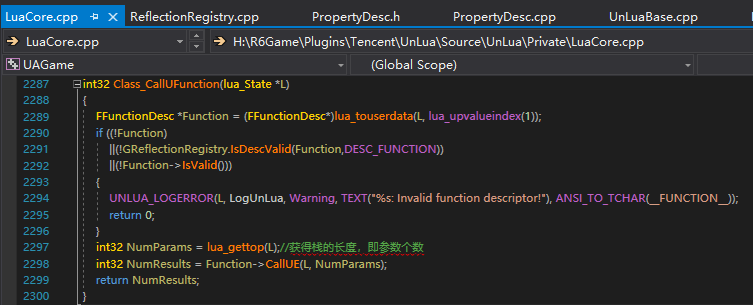 LuaCore.cpp ReflectionRegistry.cpp PropertyDesc.h PropertyDesc.cpp UnLuaBase.cpp
LuaCore.cpp H:\R6Game\Plugins\Tencent\UnLua\Source\UnLua\Private\LuaCore.cpp
UAGame (Global Scope)
2287 int32 Class_CallUFunction(lua_State *L)
2288 {
2289 FFunctionDesc *Function = (FFunctionDesc*)lua_touserdata(L, lua_upvalueindex(1));
2290 if ((!Function)
2291 ||(!GReflectionRegistry.IsDescValid(Function,DESC_FUNCTION))
2292 ||(!Function->IsValid()))
2293 {
2294 UNLUA_LOGERROR(L, LogUnLua, Warning, TEXT("%s: Invalid function descriptor!"), ANSI_TO_TCHAR(__FUNCTION__));
2295 return 0;
2296 }
2297 int32 NumParams = lua_gettop(L);//获得栈的长度，即参数个数
2298 int32 NumResults = Function->CallUE(L, NumParams);
2299 return NumResults;
2300 }